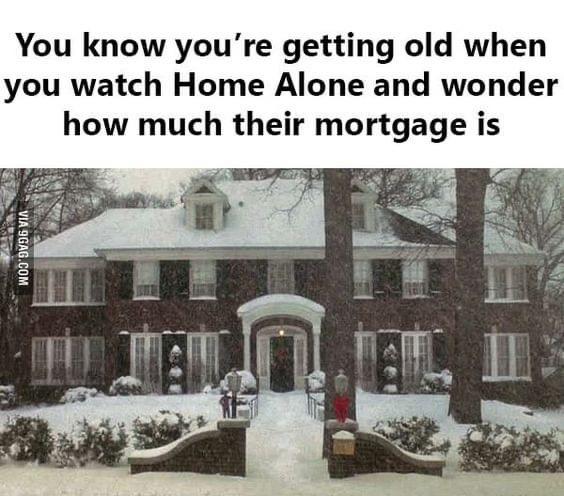 You know you're getting old when
you watch Home Alone and wonder
how much their mortgage is
VIA 9GAG.COM